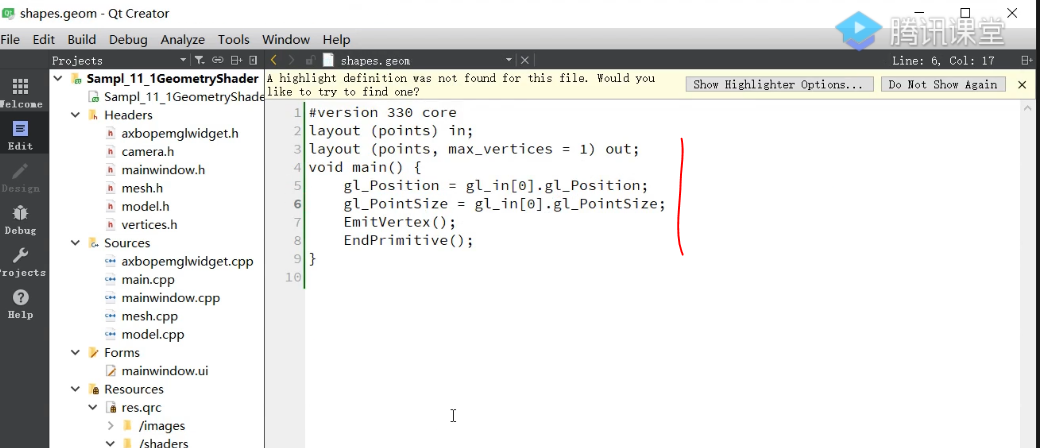 shapes.geom - Qt Creator
腾讯课堂
File Edit Build Debug Analyze Tools Window Help
Projects
shapes.geom
Line: 6, Col: 17
A highlight definition was not found for this file. Would you
like to try to find one?
Show Highlighter Options...
Do Not Show Again
Welcome
Edit
Design
Debug
Projects
Help
Sampl_11_1GeometryShader
Sampl_11_1GeometryShade
Headers
axbopemglwidget.h
camera.h
mainwindow.h
mesh.h
model.h
vertices.h
Sources
axbopemglwidget.cpp
main.cpp
mainwindow.cpp
mesh.cpp
model.cpp
Forms
mainwindow.ui
Resources
res.qrc
/images
/shaders
1 #version 330 core
2 layout (points) in;
3 layout (points, max_vertices = 1) out;
4 void main() {
5 gl_Position = gl_in[0].gl_Position;
6 gl_PointSize = gl_in[0].gl_PointSize;
7 EmitVertex();
8 EndPrimitive();
9 }
10